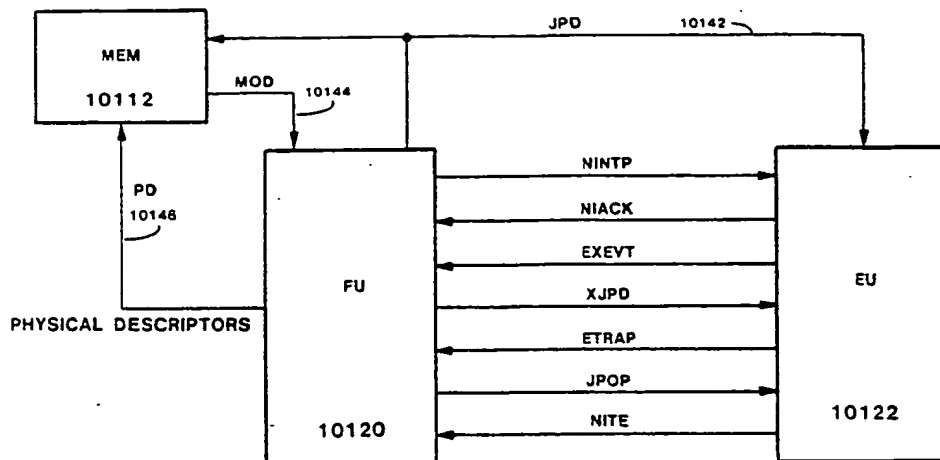 JPD
10142
MEM
10112
MOD
10144
PD
10146
PHYSICAL DESCRIPTORS
FU
10120
NINTP
NIACK
EXEVT
XJPD
ETRAP
JPOP
NITE
EU
10122